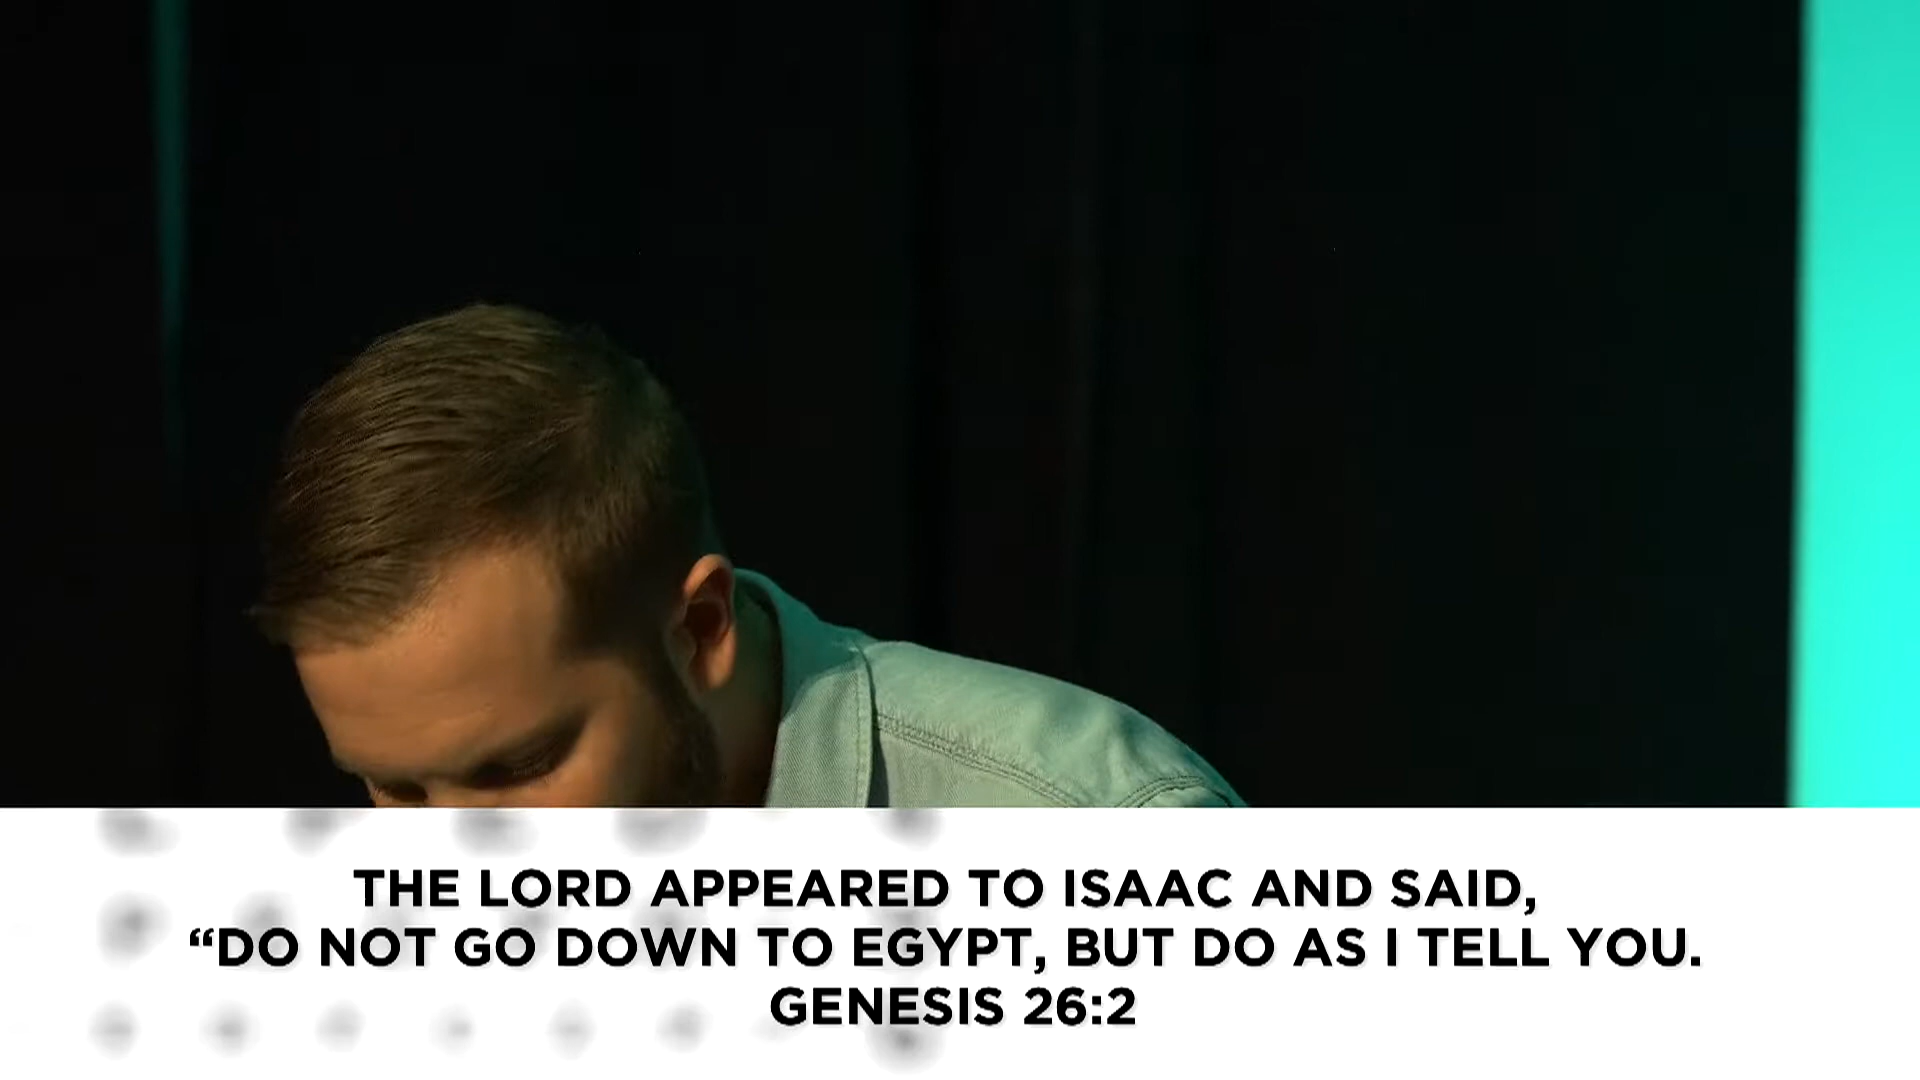 THE LORD APPEARED TO ISAAC AND SAID,
“DO NOT GO DOWN TO EGYPT, BUT DO AS I TELL YOU.
GENESIS 26:2